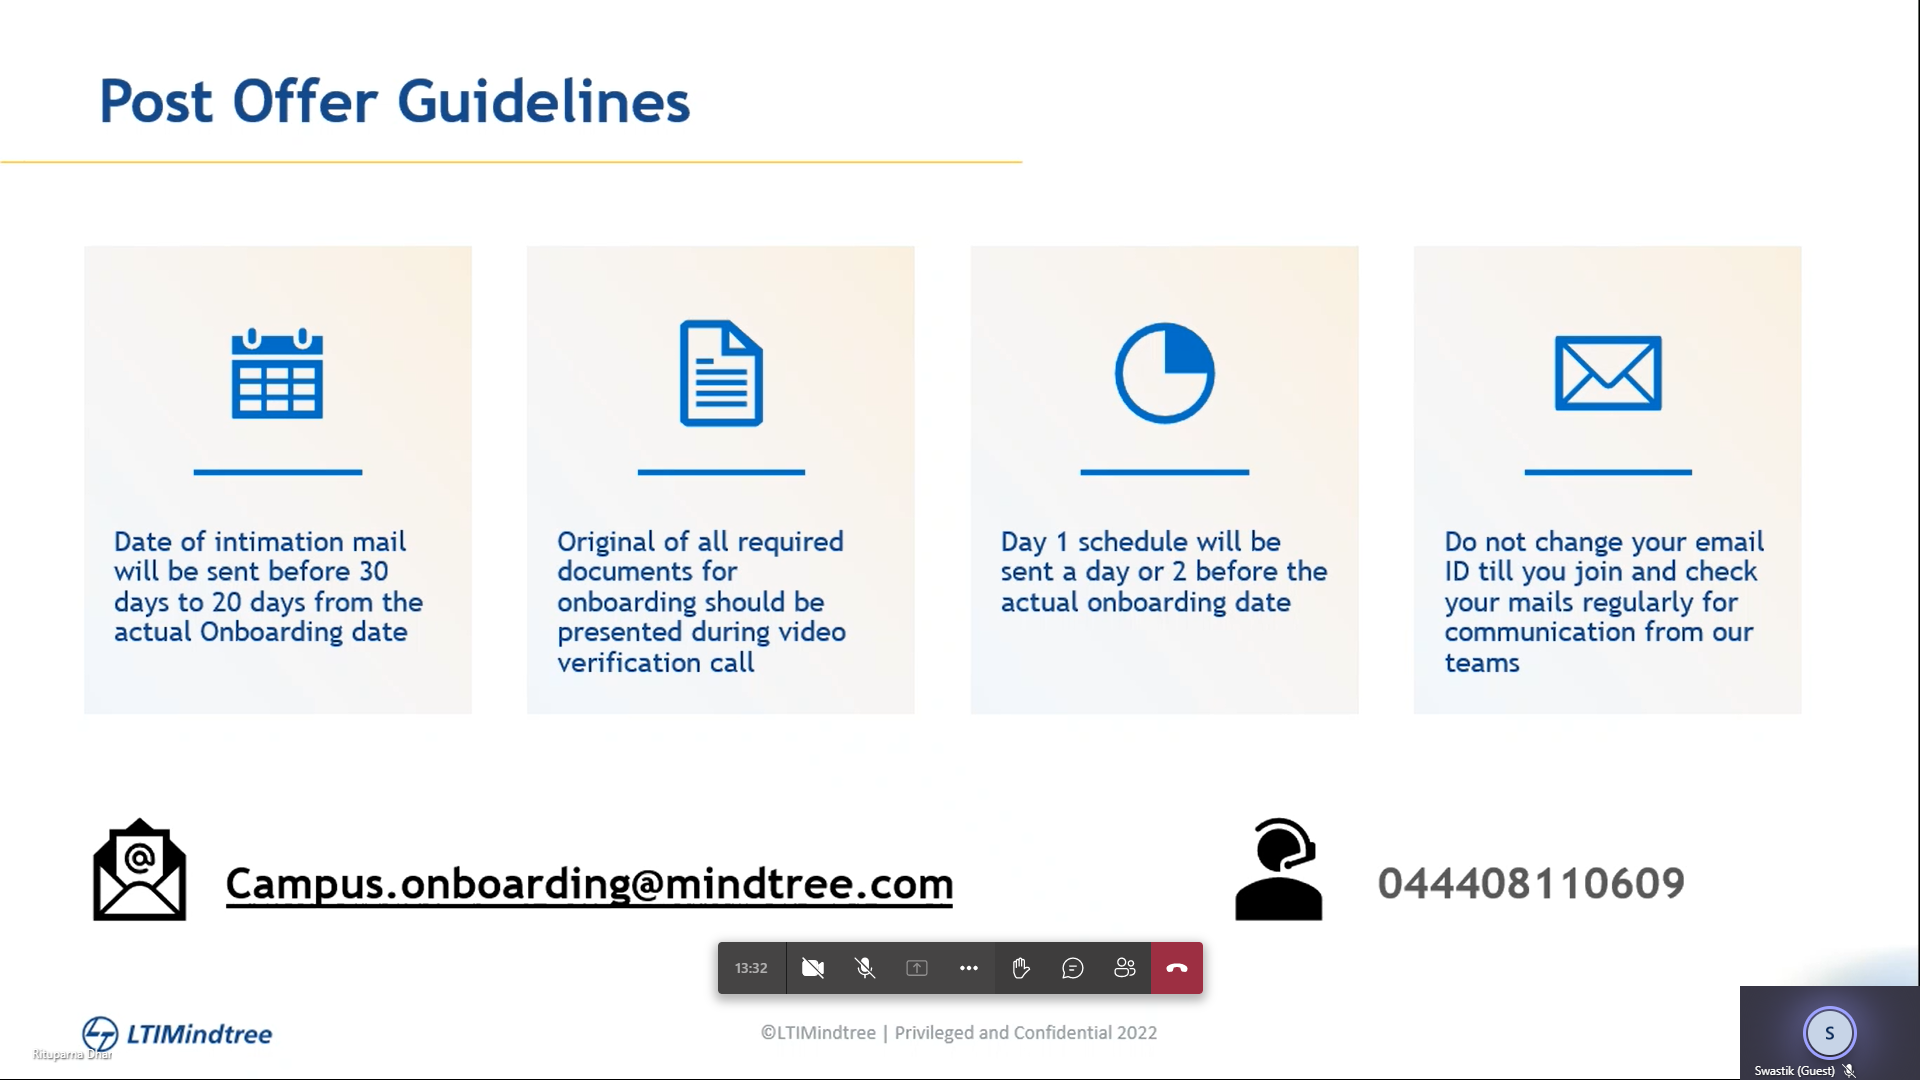 Post Offer Guidelines
Date of intimation mail
will be sent before 30
days to 20 days from the
actual Onboarding date
Original of all required
documents for
onboarding should be
presented during video
verification call
Day 1 schedule will be
sent a day or 2 before the
actual onboarding date
Do not change your email
ID till you join and check
your mails regularly for
communication from our
teams
@
Campus.onboarding@mindtree.com
044408110609
13:32
LTIMindtree
Rituparna Dhar
©LTIMindtree | Privileged and Confidential 2022
S
Swastik (Guest)